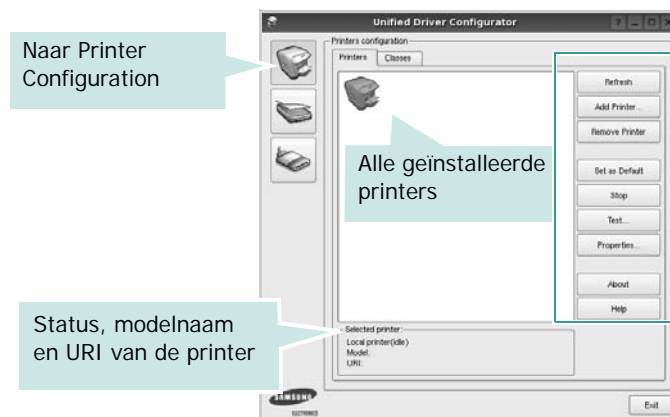 Unified Driver Configurator
Naar Printer
Configuration
Printers configuration
Printers
Classes
Refresh
Add Printer...
Remove Printer
Alle geïnstalleerde
printers
Set as Default
Stop
Test...
Properties...
About
Help
Status, modelnaam
en URI van de printer
Selected printer:
Local printer(idle)
Model:
URI:
SAMSUNG
ELECTRONICS
Exit